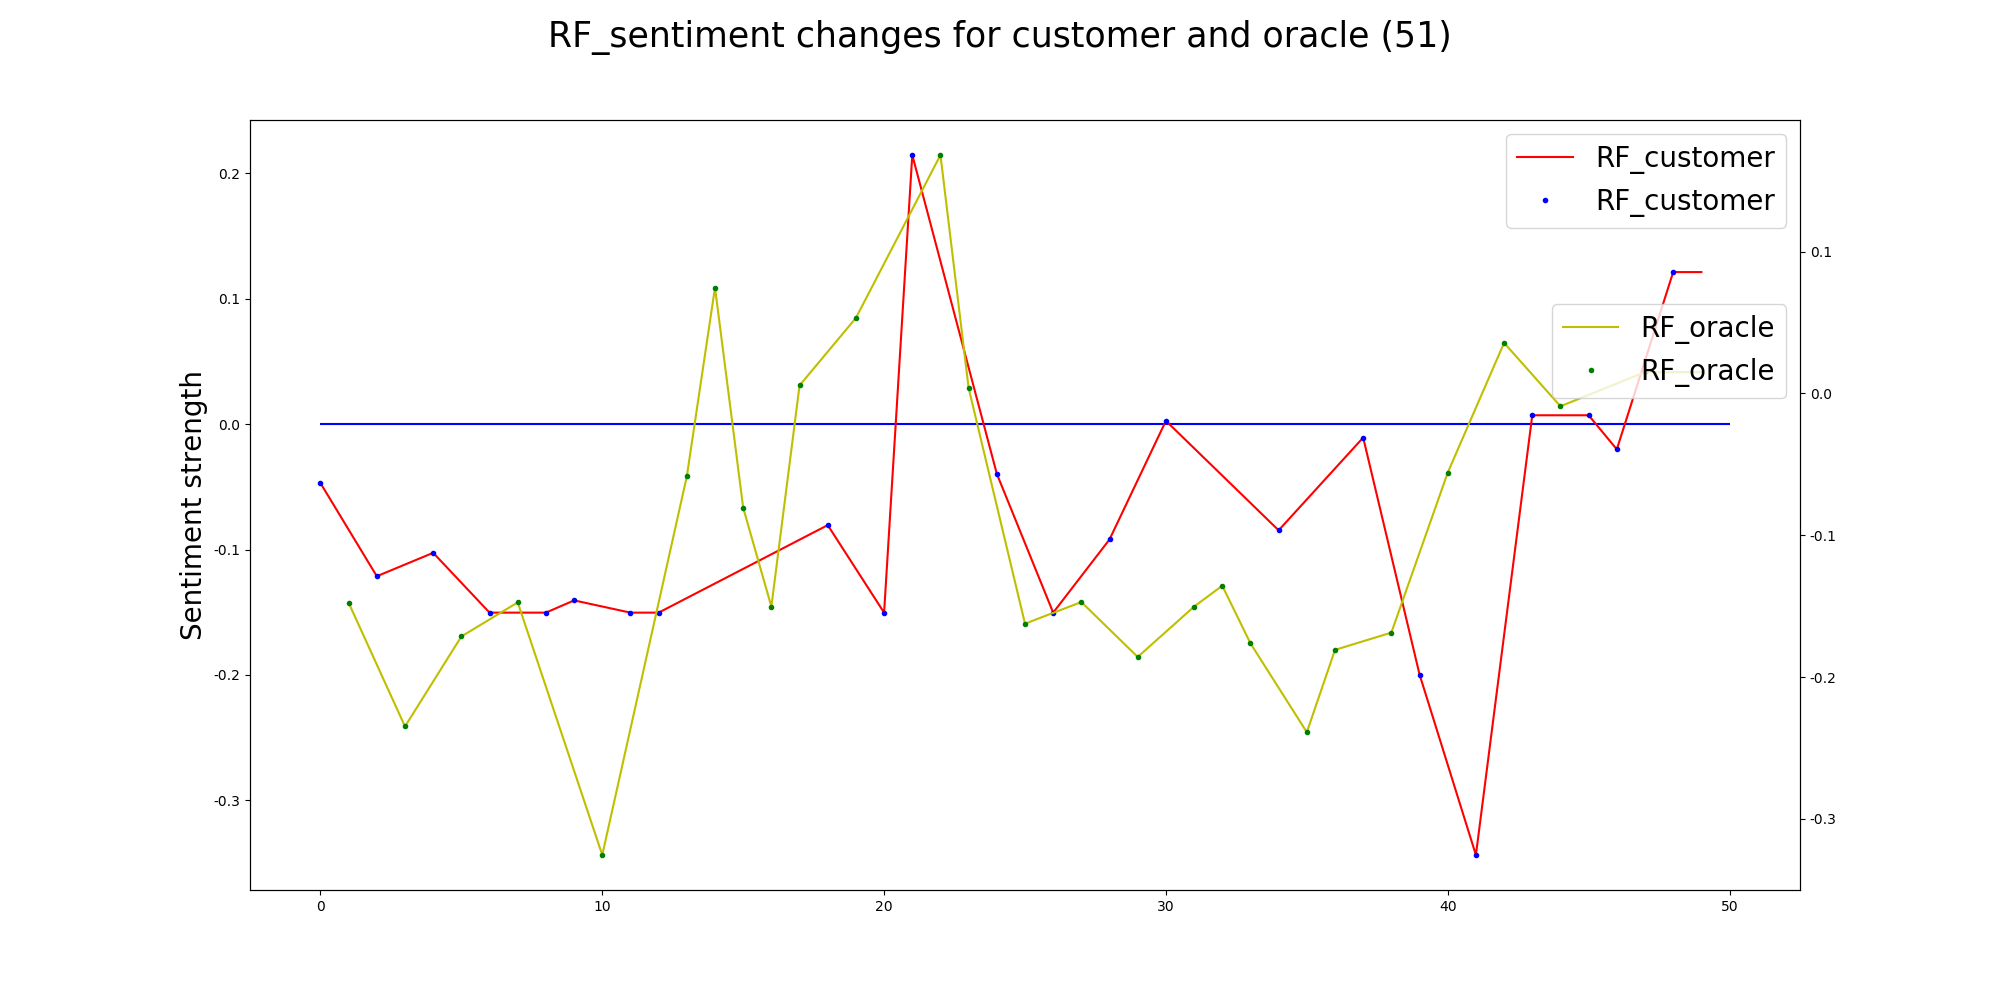 RF_sentiment changes for customer and oracle (51)
Sentiment strength
0.2
0.1
0.0
-0.1
-0.2
-0.3
RF_customer
RF_customer
RF_oracle
RF_oracle
0.1
0.0
-0.1
-0.2
-0.3
0 10 20 30 40 50